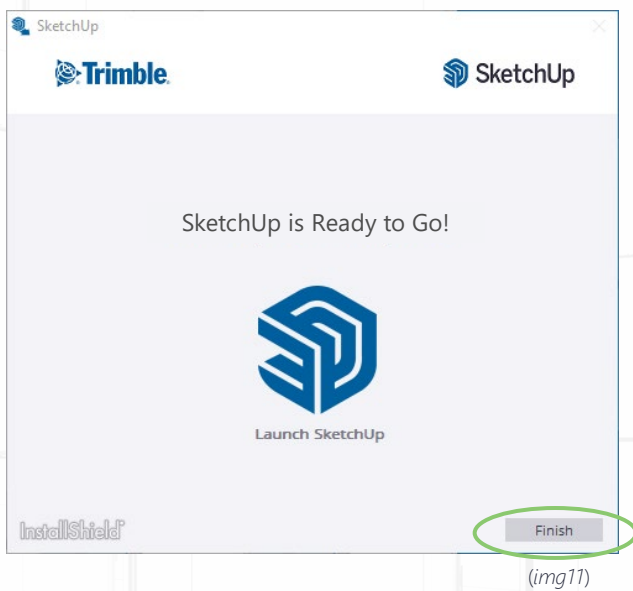 SketchUp
Trimble.
SketchUp
SketchUp is Ready to Go!
Launch SketchUp
InstallShield®
Finish
(img11)